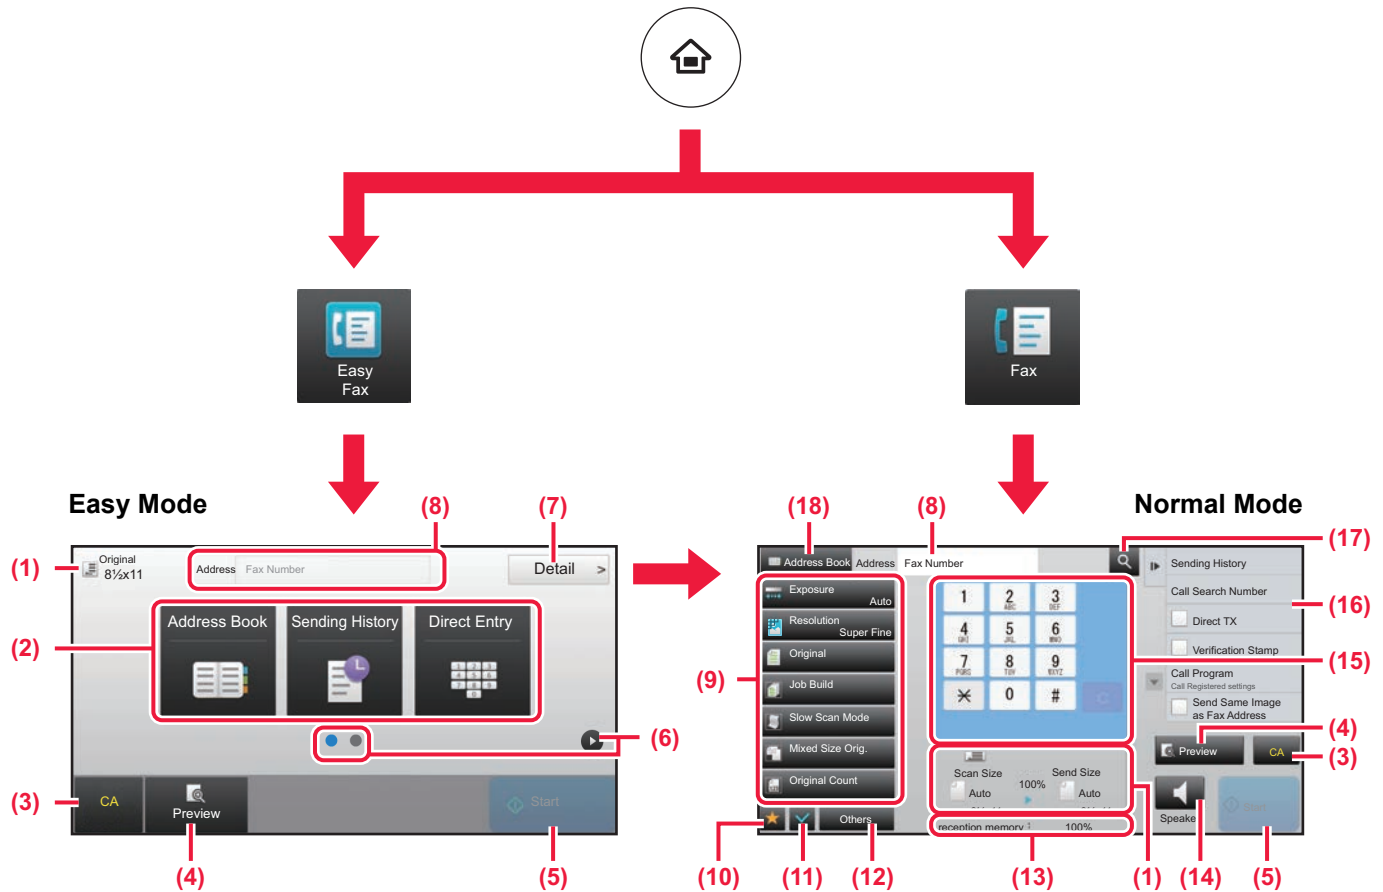 Easy
Fax
Fax
Easy Mode
Normal Mode
(8)
(7)
(18)
(8)
(17)
(1)
Original
8½x11
Address
Fax Number
Detail >
Address Book
Address
Fax Number
Sending History
Call Search Number
(16)
Direct TX
Verification Stamp
(15)
Call Program
Call Registered settings
Send Same Image
as Fax Address
(4)
Preview
CA
(3)
(2)
Address Book
Sending History
Direct Entry
(6)
(9)
Exposure
Auto
Resolution
Super Fine
Original
Job Build
Slow Scan Mode
Mixed Size Orig.
Original Count
1
2
ABC
3
DEF
4
GHI
5
JKL
6
MNO
7
PQRS
8
TUV
9
WXYZ
0
#
C
Scan Size
Auto
100%
Send Size
Auto
(3)
CA
Preview
Start
Others
reception memory
100%
Speaker
Start
(4)
(5)
(10)
(11)
(12)
(13)
(1)
(14)
(5)